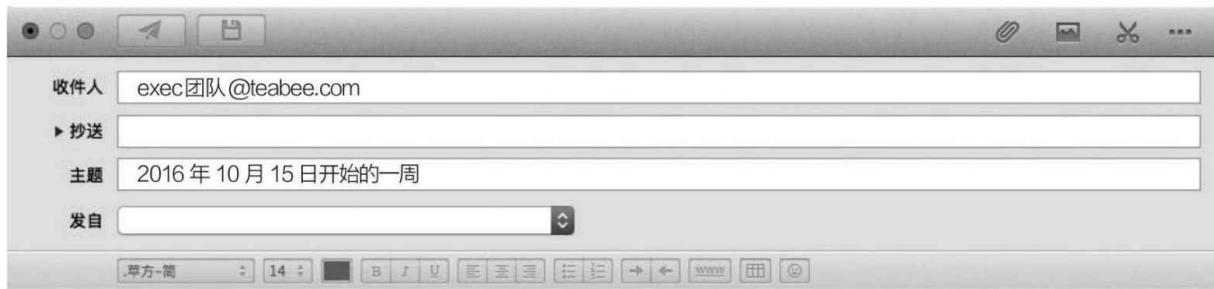 收件人 exec团队@teabee.com
▸抄送
主题 2016 年 10 月 15 日开始的一周
发自
.苹方-简 14 B I U www